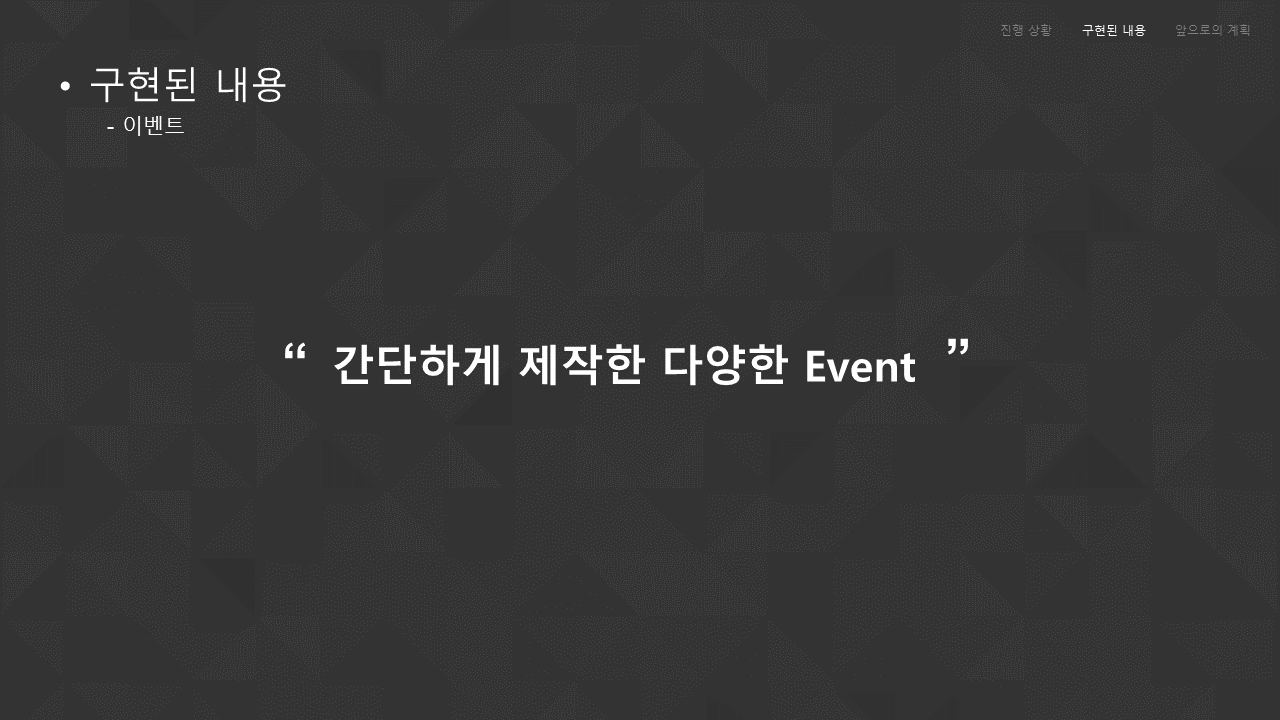 진행 상황 구현된 내용 앞으로의 계획
• 구현된 내용
- 이벤트
“ 간단하게 제작한 다양한 Event ”